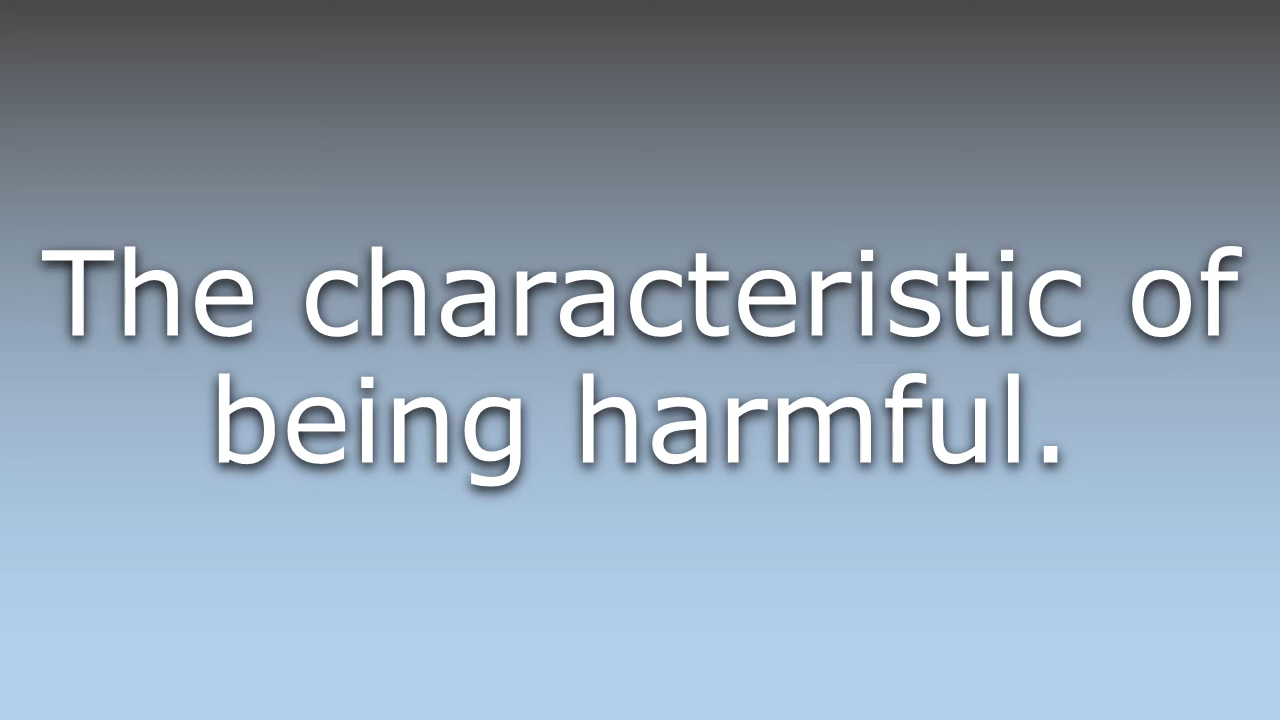 The characteristic of
being harmful.